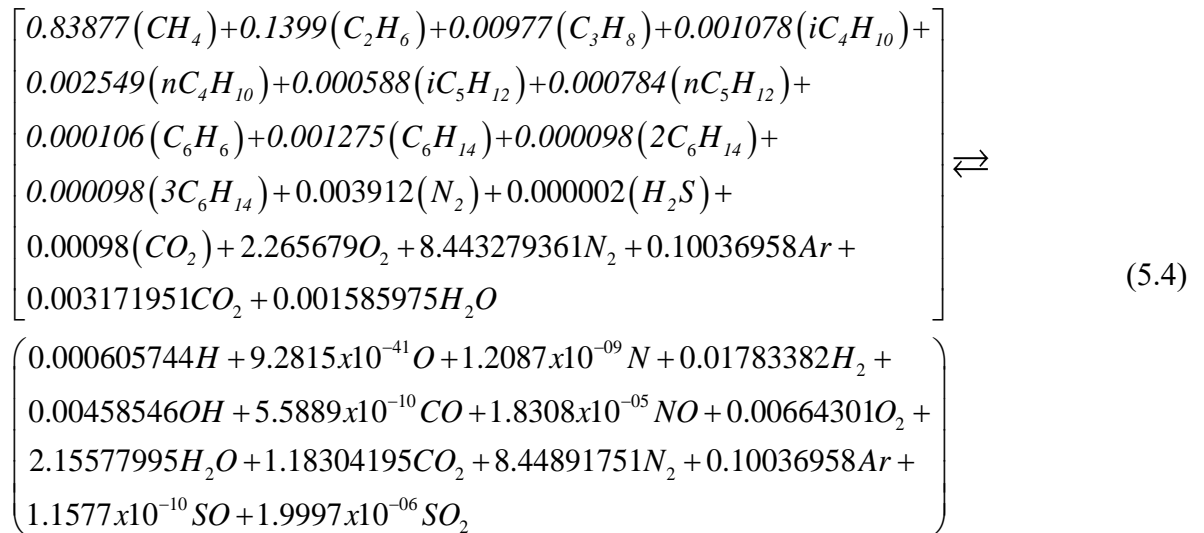 0.83877(CH₄)+0.1399(C₂H₆)+0.00977(C₃H₈)+0.001078(iC₄H₁₀)+
0.002549(nC₄H₁₀)+0.000588(iC₅H₁₂)+0.000784(nC₅H₁₂)+
0.000106(C₆H₆)+0.001275(C₆H₁₄)+0.000098(2C₆H₁₄)+
0.000098(3C₆H₁₄)+0.003912(N₂)+0.000002(H₂S)+
0.00098(CO₂)+2.265679O₂+8.443279361N₂+0.10036958Ar+
0.003171951CO₂+0.001585975H₂O
⇄
(5.4)
0.000605744H+9.2815x10⁻⁴¹O+1.2087x10⁻⁰⁹N+0.01783382H₂+
0.00458546OH+5.5889x10⁻¹⁰CO+1.8308x10⁻⁰⁵NO+0.00664301O₂+
2.15577995H₂O+1.18304195CO₂+8.44891751N₂+0.10036958Ar+
1.1577x10⁻¹⁰SO+1.9997x10⁻⁰⁶SO₂